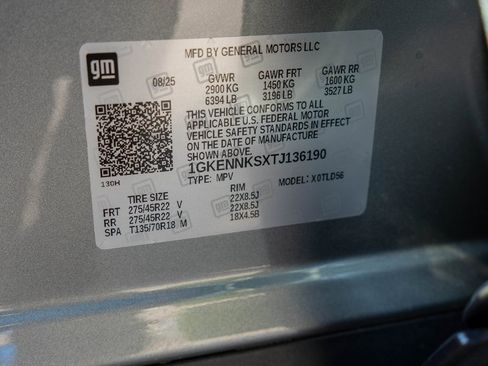 gm
MFD BY GENERAL MOTORS LLC
08/25 GVWR GAWR FRT GAWR RR
2900 KG 1450 KG 1600 KG
6394 LB 3196 LB 3527 LB
THIS VEHICLE CONFORMS TO ALL
APPLICABLE U.S. FEDERAL MOTOR
VEHICLE SAFETY STANDARDS IN EFFECT
ON THE DATE OF MANUFACTURE
SHOWN ABOVE.
1GKENNKSXTJ136190
130H TYPE: MPV MODEL: X0TLD56
TIRE SIZE RIM
FRT 275/45R22 V 22X8.5J
RR 275/45R22 V 22X8.5J
SPA T135/70R18 M 18X4.5B